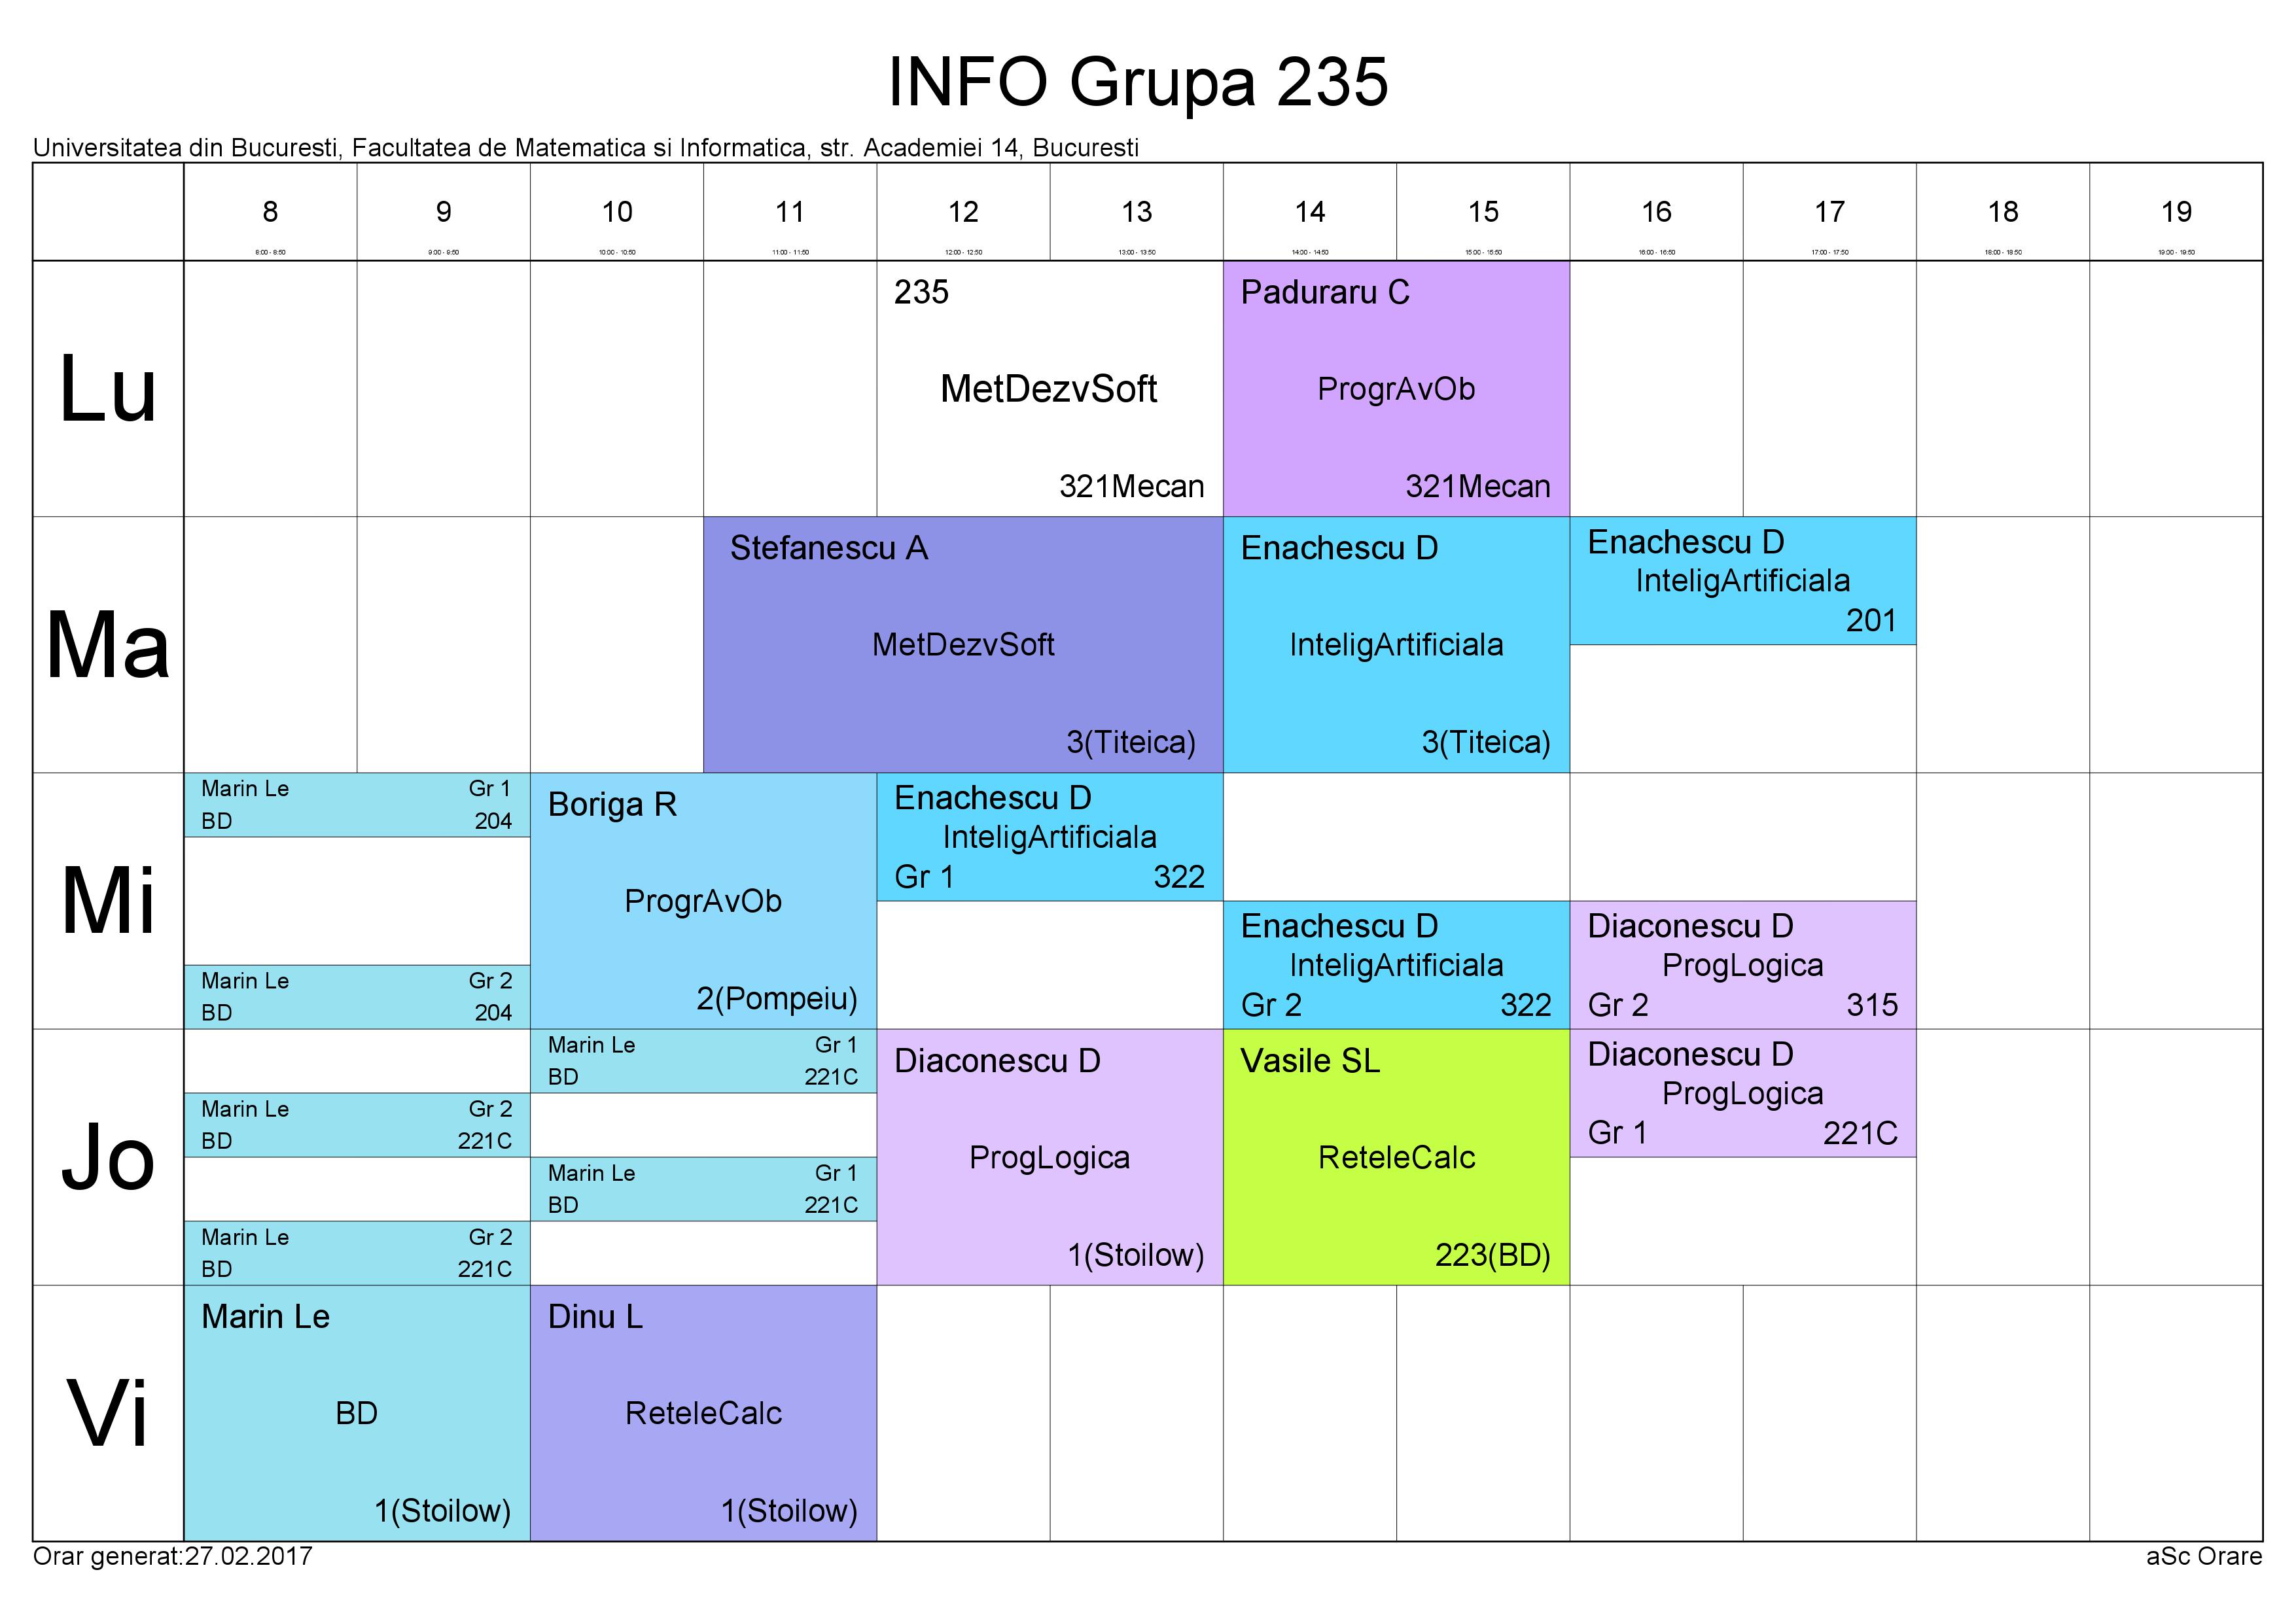 INFO Grupa 235
Universitatea din Bucuresti, Facultatea de Matematica si Informatica, str. Academiei 14, Bucuresti
8 9 10 11 12 13 14 15 16 17 18 19
8:00 - 8:50 9:00 - 9:50 10:00 - 10:50 11:00 - 11:50 12:00 - 12:50 13:00 - 13:50 14:00 - 14:50 15:00 - 15:50 16:00 - 16:50 17:00 - 17:50 18:00 - 18:50 19:00 - 19:50
Lu
235
MetDezvSoft
321Mecan
Paduraru C
ProgrAvOb
321Mecan
Ma
Stefanescu A
MetDezvSoft
3(Titeica)
Enachescu D
InteligArtificiala
3(Titeica)
Enachescu D
InteligArtificiala
201
Mi
Marin Le Gr 1
BD 204
Marin Le Gr 2
BD 204
Boriga R
ProgrAvOb
2(Pompeiu)
Enachescu D
InteligArtificiala
Gr 1 322
Enachescu D
InteligArtificiala
Gr 2 322
Diaconescu D
ProgLogica
Gr 2 315
Jo
Marin Le Gr 2
BD 221C
Marin Le Gr 2
BD 221C
Marin Le Gr 1
BD 221C
Marin Le Gr 1
BD 221C
Diaconescu D
ProgLogica
1(Stoilow)
Vasile SL
ReteleCalc
223(BD)
Diaconescu D
ProgLogica
Gr 1 221C
Vi
Marin Le
BD
1(Stoilow)
Dinu L
ReteleCalc
1(Stoilow)
Orar generat:27.02.2017
aSc Orare